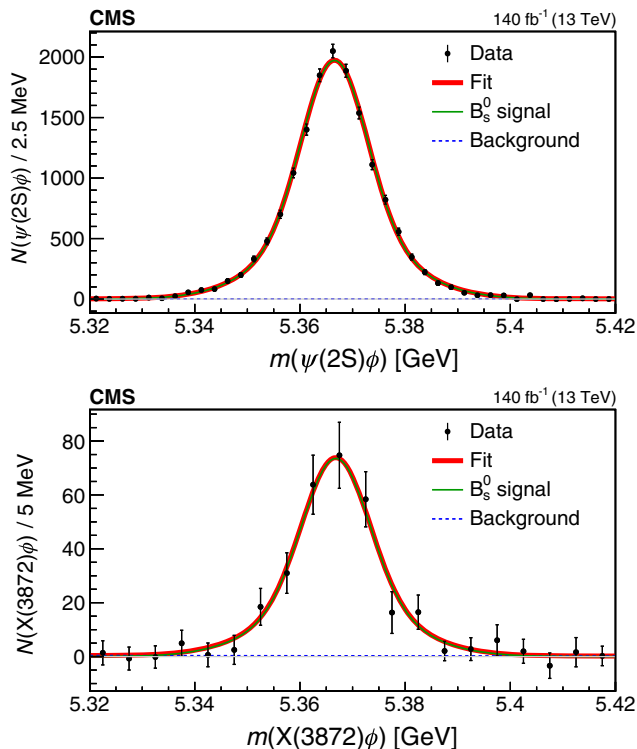 CMS 140 fb⁻¹ (13 TeV)
N(ψ(2S)φ) / 2.5 MeV
2000
1500
1000
500
0
Data
Fit
B⁰ₛ signal
Background
5.32 5.34 5.36 5.38 5.4 5.42
m(ψ(2S)φ) [GeV]
CMS 140 fb⁻¹ (13 TeV)
N(X(3872)φ) / 5 MeV
80
60
40
20
0
Data
Fit
B⁰ₛ signal
Background
5.32 5.34 5.36 5.38 5.4 5.42
m(X(3872)φ) [GeV]